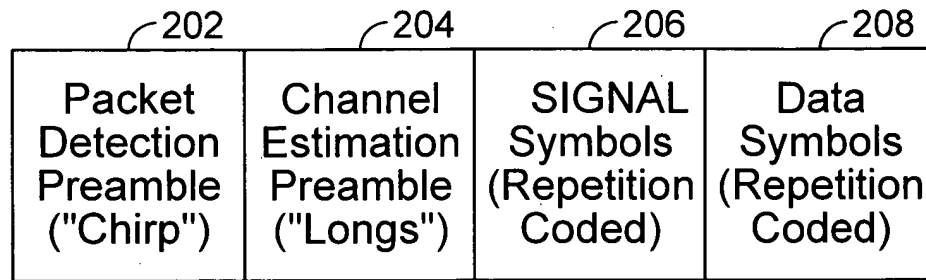 202 204 206 208
Packet Detection Preamble ("Chirp")
Channel Estimation Preamble ("Longs")
SIGNAL Symbols (Repetition Coded)
Data Symbols (Repetition Coded)